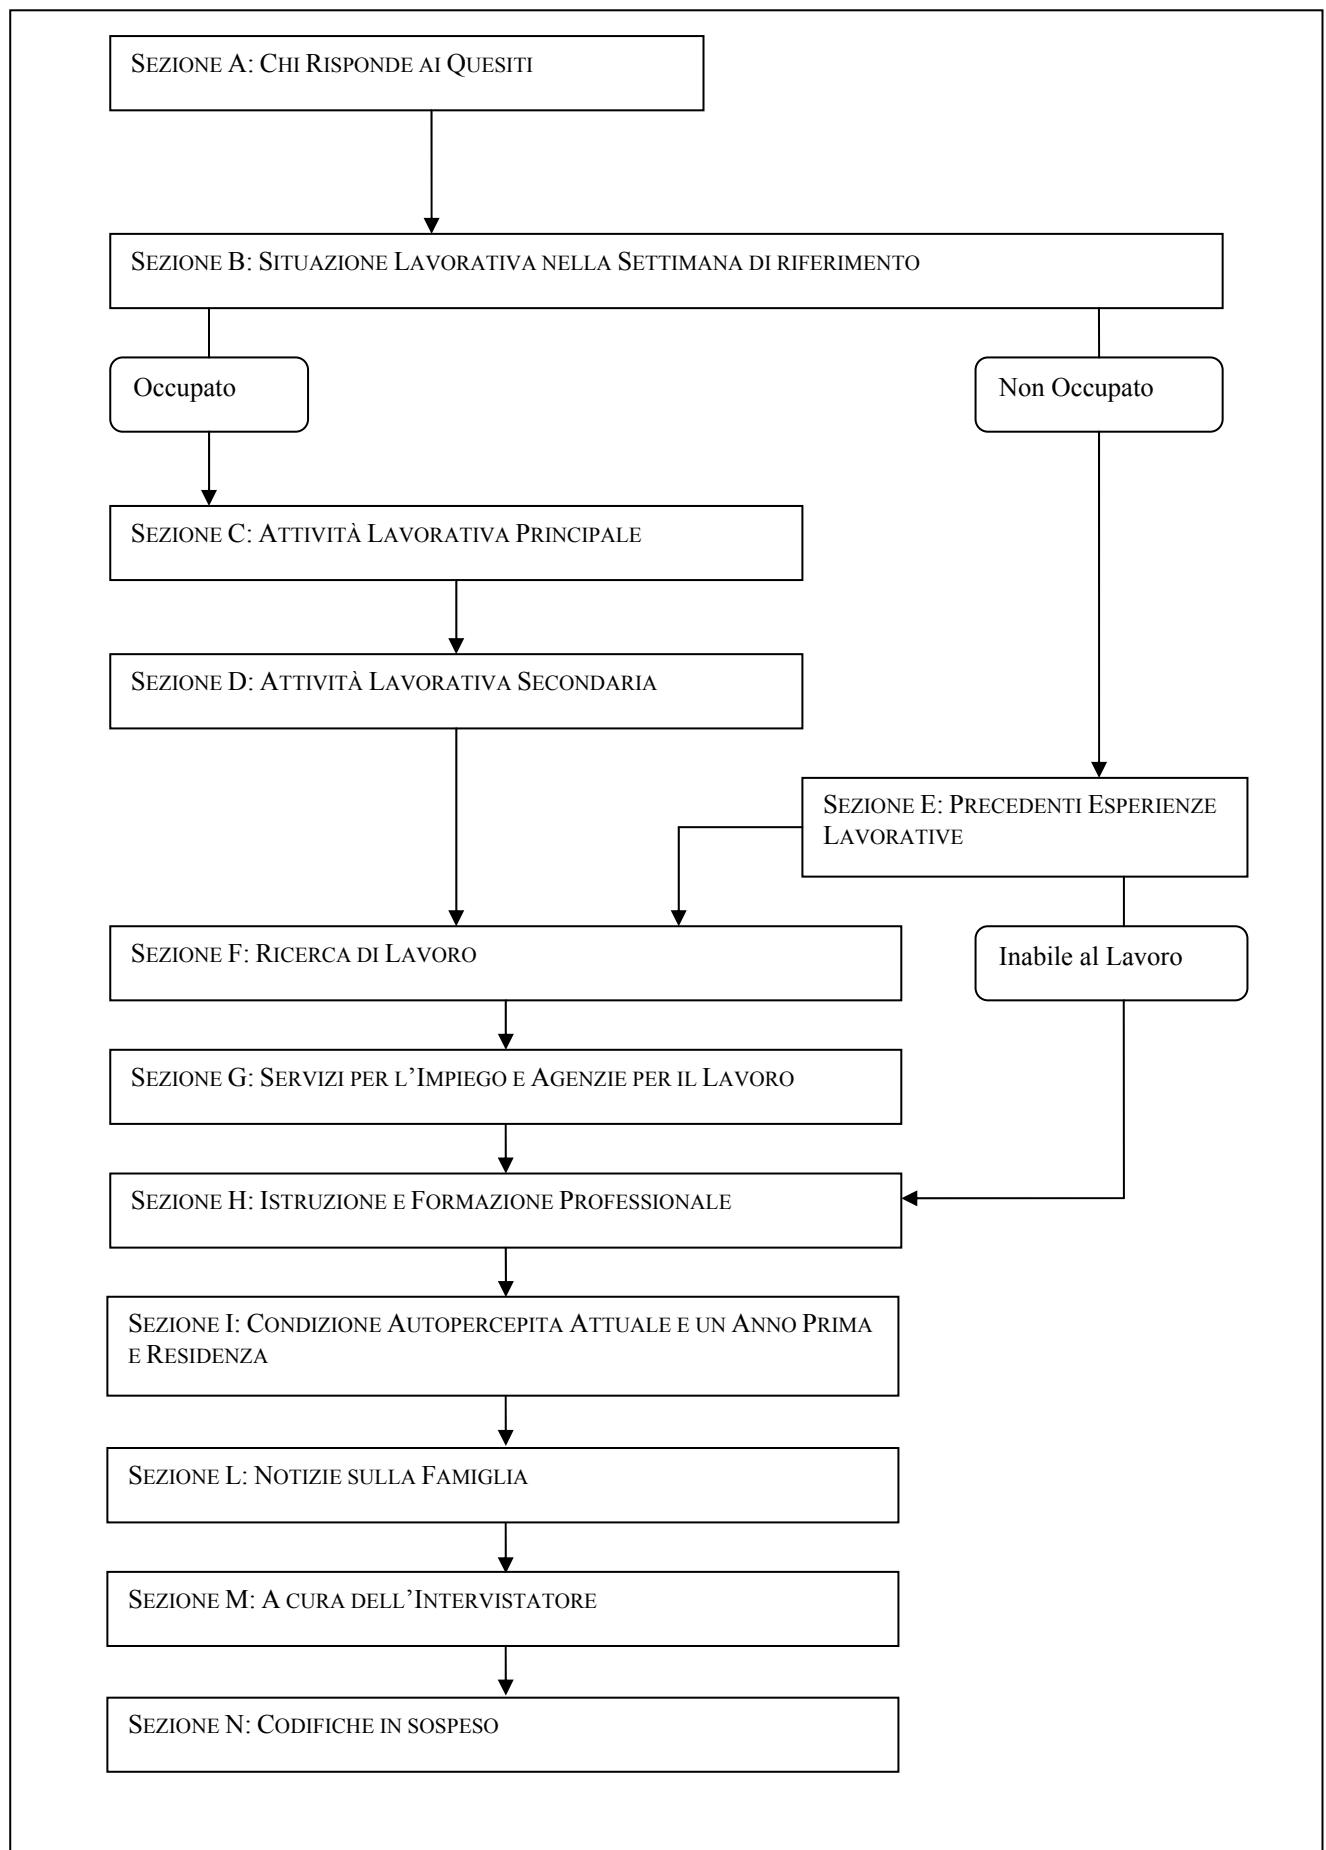 SEZIONE A: CHI RISPONDE AI QUESITI
SEZIONE B: SITUAZIONE LAVORATIVA NELLA SETTIMANA DI RIFERIMENTO
Occupato
Non Occupato
SEZIONE C: ATTIVITÀ LAVORATIVA PRINCIPALE
SEZIONE D: ATTIVITÀ LAVORATIVA SECONDARIA
SEZIONE E: PRECEDENTI ESPERIENZE
LAVORATIVE
SEZIONE F: RICERCA DI LAVORO
Inabile al Lavoro
SEZIONE G: SERVIZI PER L’IMPIEGO E AGENZIE PER IL LAVORO
SEZIONE H: ISTRUZIONE E FORMAZIONE PROFESSIONALE
SEZIONE I: CONDIZIONE AUTOPERCEPITA ATTUALE E UN ANNO PRIMA
E RESIDENZA
SEZIONE L: NOTIZIE SULLA FAMIGLIA
SEZIONE M: A CURA DELL’INTERVISTATORE
SEZIONE N: CODIFICHE IN SOSPESO